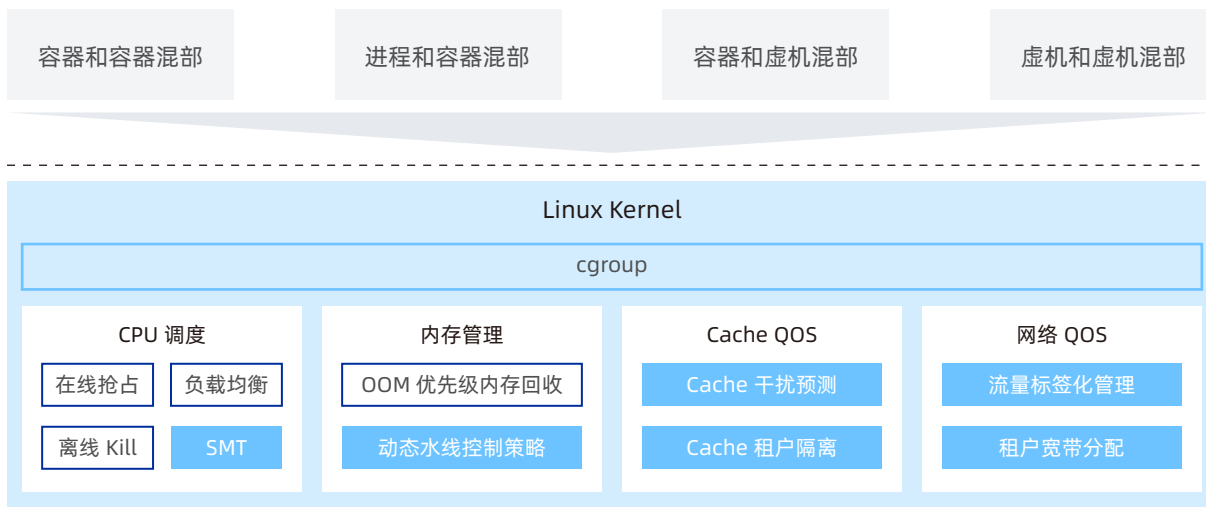 容器和容器混部
进程和容器混部
容器和虚机混部
虚机和虚机混部
Linux Kernel
cgroup
CPU 调度
在线抢占
负载均衡
离线 Kill
SMT
内存管理
OOM 优先级内存回收
动态水线控制策略
Cache QOS
Cache 干扰预测
Cache 租户隔离
网络 QOS
流量标签化管理
租户宽带分配